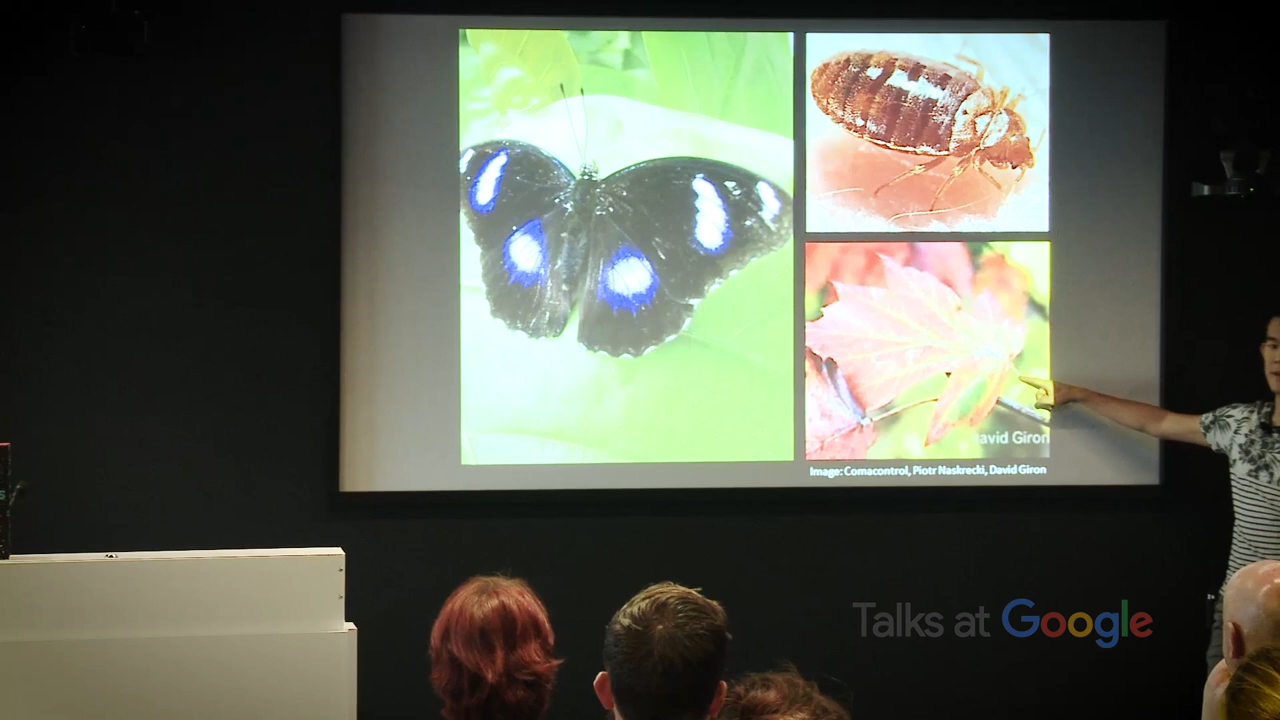 avid Giron
Image: Comacontrol, Piotr Naskrecki, David Giron
Talks at Google